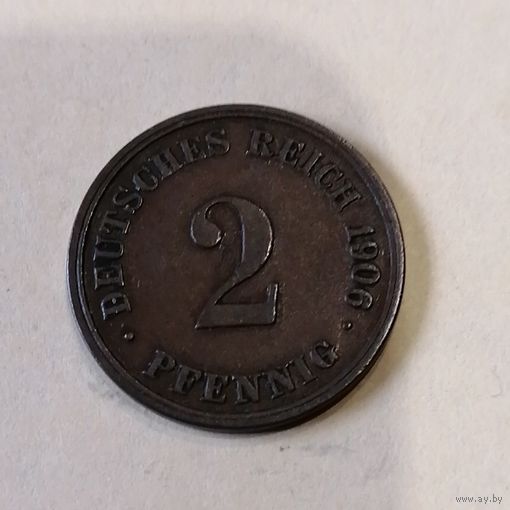 · DEUTSCHES REICH 1906 ·
2
PFENNIG
www.ay.by